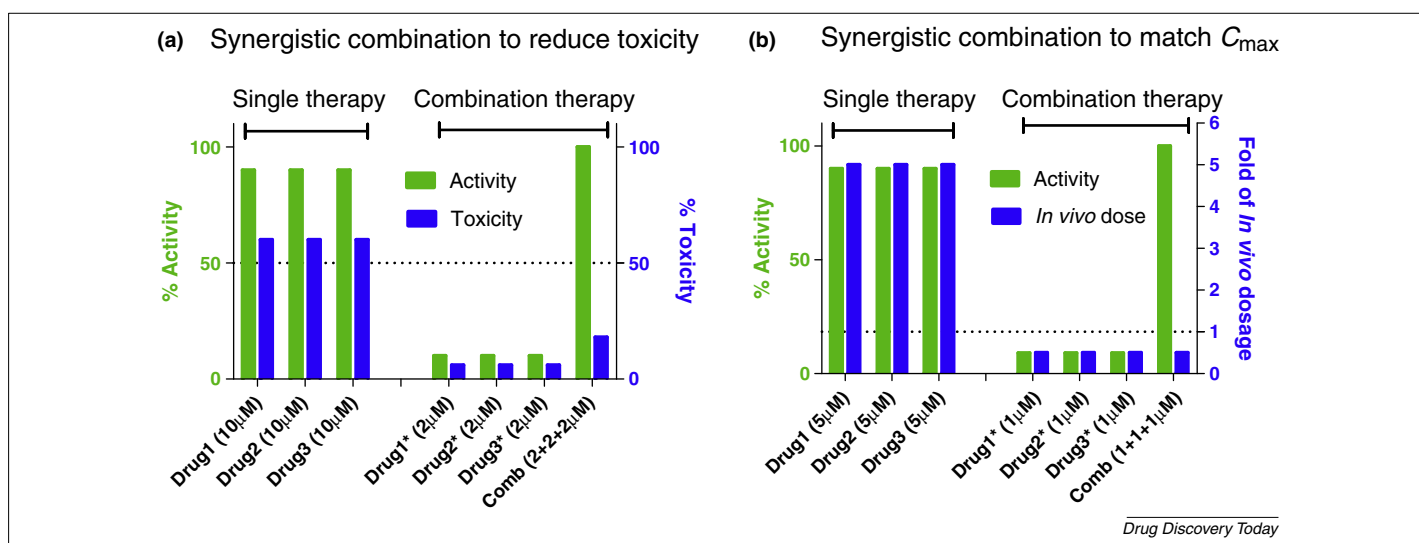 (a) Synergistic combination to reduce toxicity
Single therapy
Combination therapy
100
50
0
% Activity
Activity
Toxicity
100
50
0
% Toxicity
Drug1 (10μM)
Drug2 (10μM)
Drug3 (10μM)
Drug1* (2μM)
Drug2* (2μM)
Drug3* (2μM)
Comb (2+2+2μM)
(b) Synergistic combination to match Cmax
Single therapy
Combination therapy
100
50
0
% Activity
Activity
In vivo dose
6
5
4
3
2
1
0
Fold of In vivo dosage
Drug1 (5μM)
Drug2 (5μM)
Drug3 (5μM)
Drug1* (1μM)
Drug2* (1μM)
Drug3* (1μM)
Comb (1+1+1μM)
Drug Discovery Today